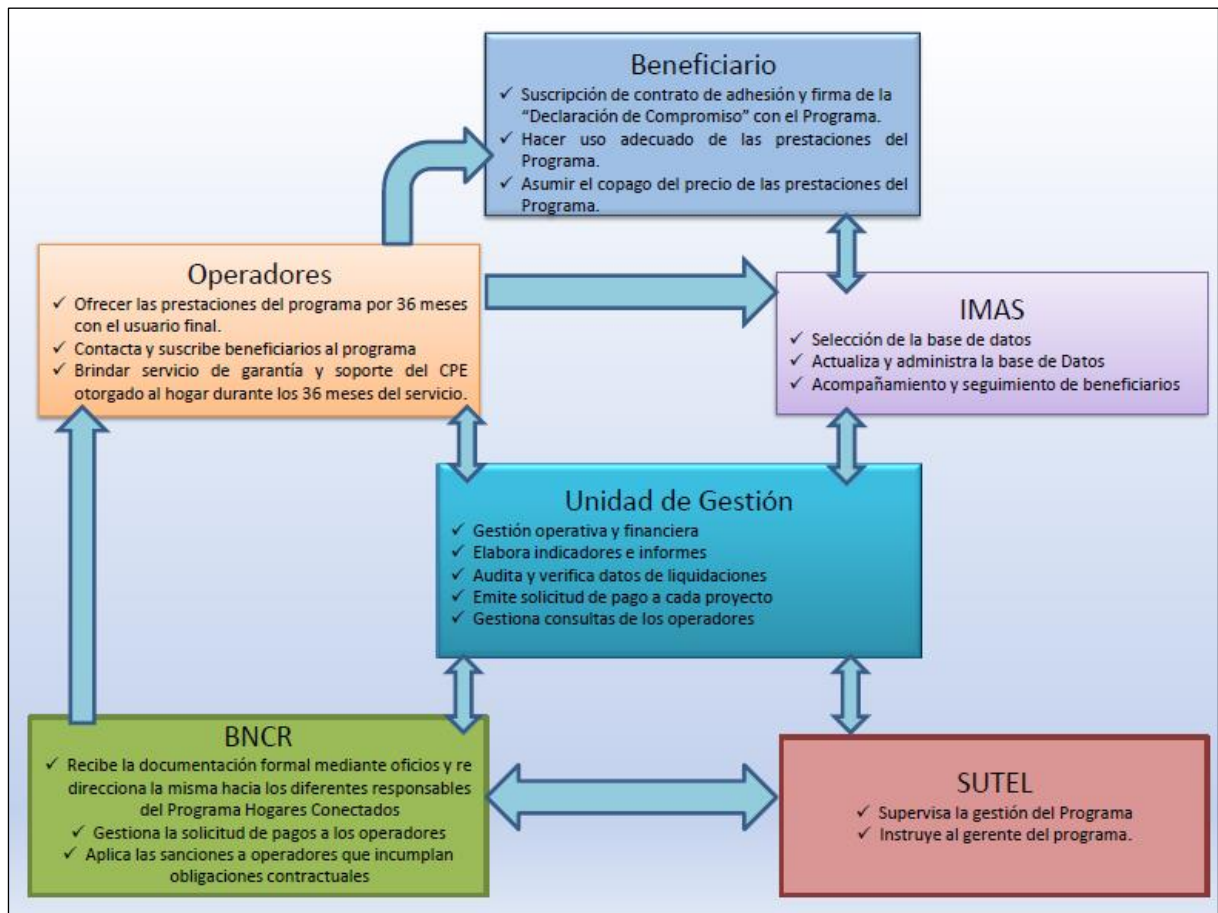 Beneficiario
✓ Suscripción de contrato de adhesión y firma de la
“Declaración de Compromiso” con el Programa.
✓ Hacer uso adecuado de las prestaciones del
Programa.
✓ Asumir el copago del precio de las prestaciones del
Programa.
Operadores
✓ Ofrecer las prestaciones del programa por 36 meses
con el usuario final.
✓ Contacta y suscribe beneficiarios al programa
✓ Brindar servicio de garantía y soporte del CPE
otorgado al hogar durante los 36 meses del servicio.
IMAS
✓ Selección de la base de datos
✓ Actualiza y administra la base de Datos
✓ Acompañamiento y seguimiento de beneficiarios
Unidad de Gestión
✓ Gestión operativa y financiera
✓ Elabora indicadores e informes
✓ Audita y verifica datos de liquidaciones
✓ Emite solicitud de pago a cada proyecto
✓ Gestiona consultas de los operadores
BNCR
✓ Recibe la documentación formal mediante oficios y re
direcciona la misma hacia los diferentes responsables
del Programa Hogares Conectados
✓ Gestiona la solicitud de pagos a los operadores
✓ Aplica las sanciones a operadores que incumplan
obligaciones contractuales
SUTEL
✓ Supervisa la gestión del Programa
✓ Instruye al gerente del programa.